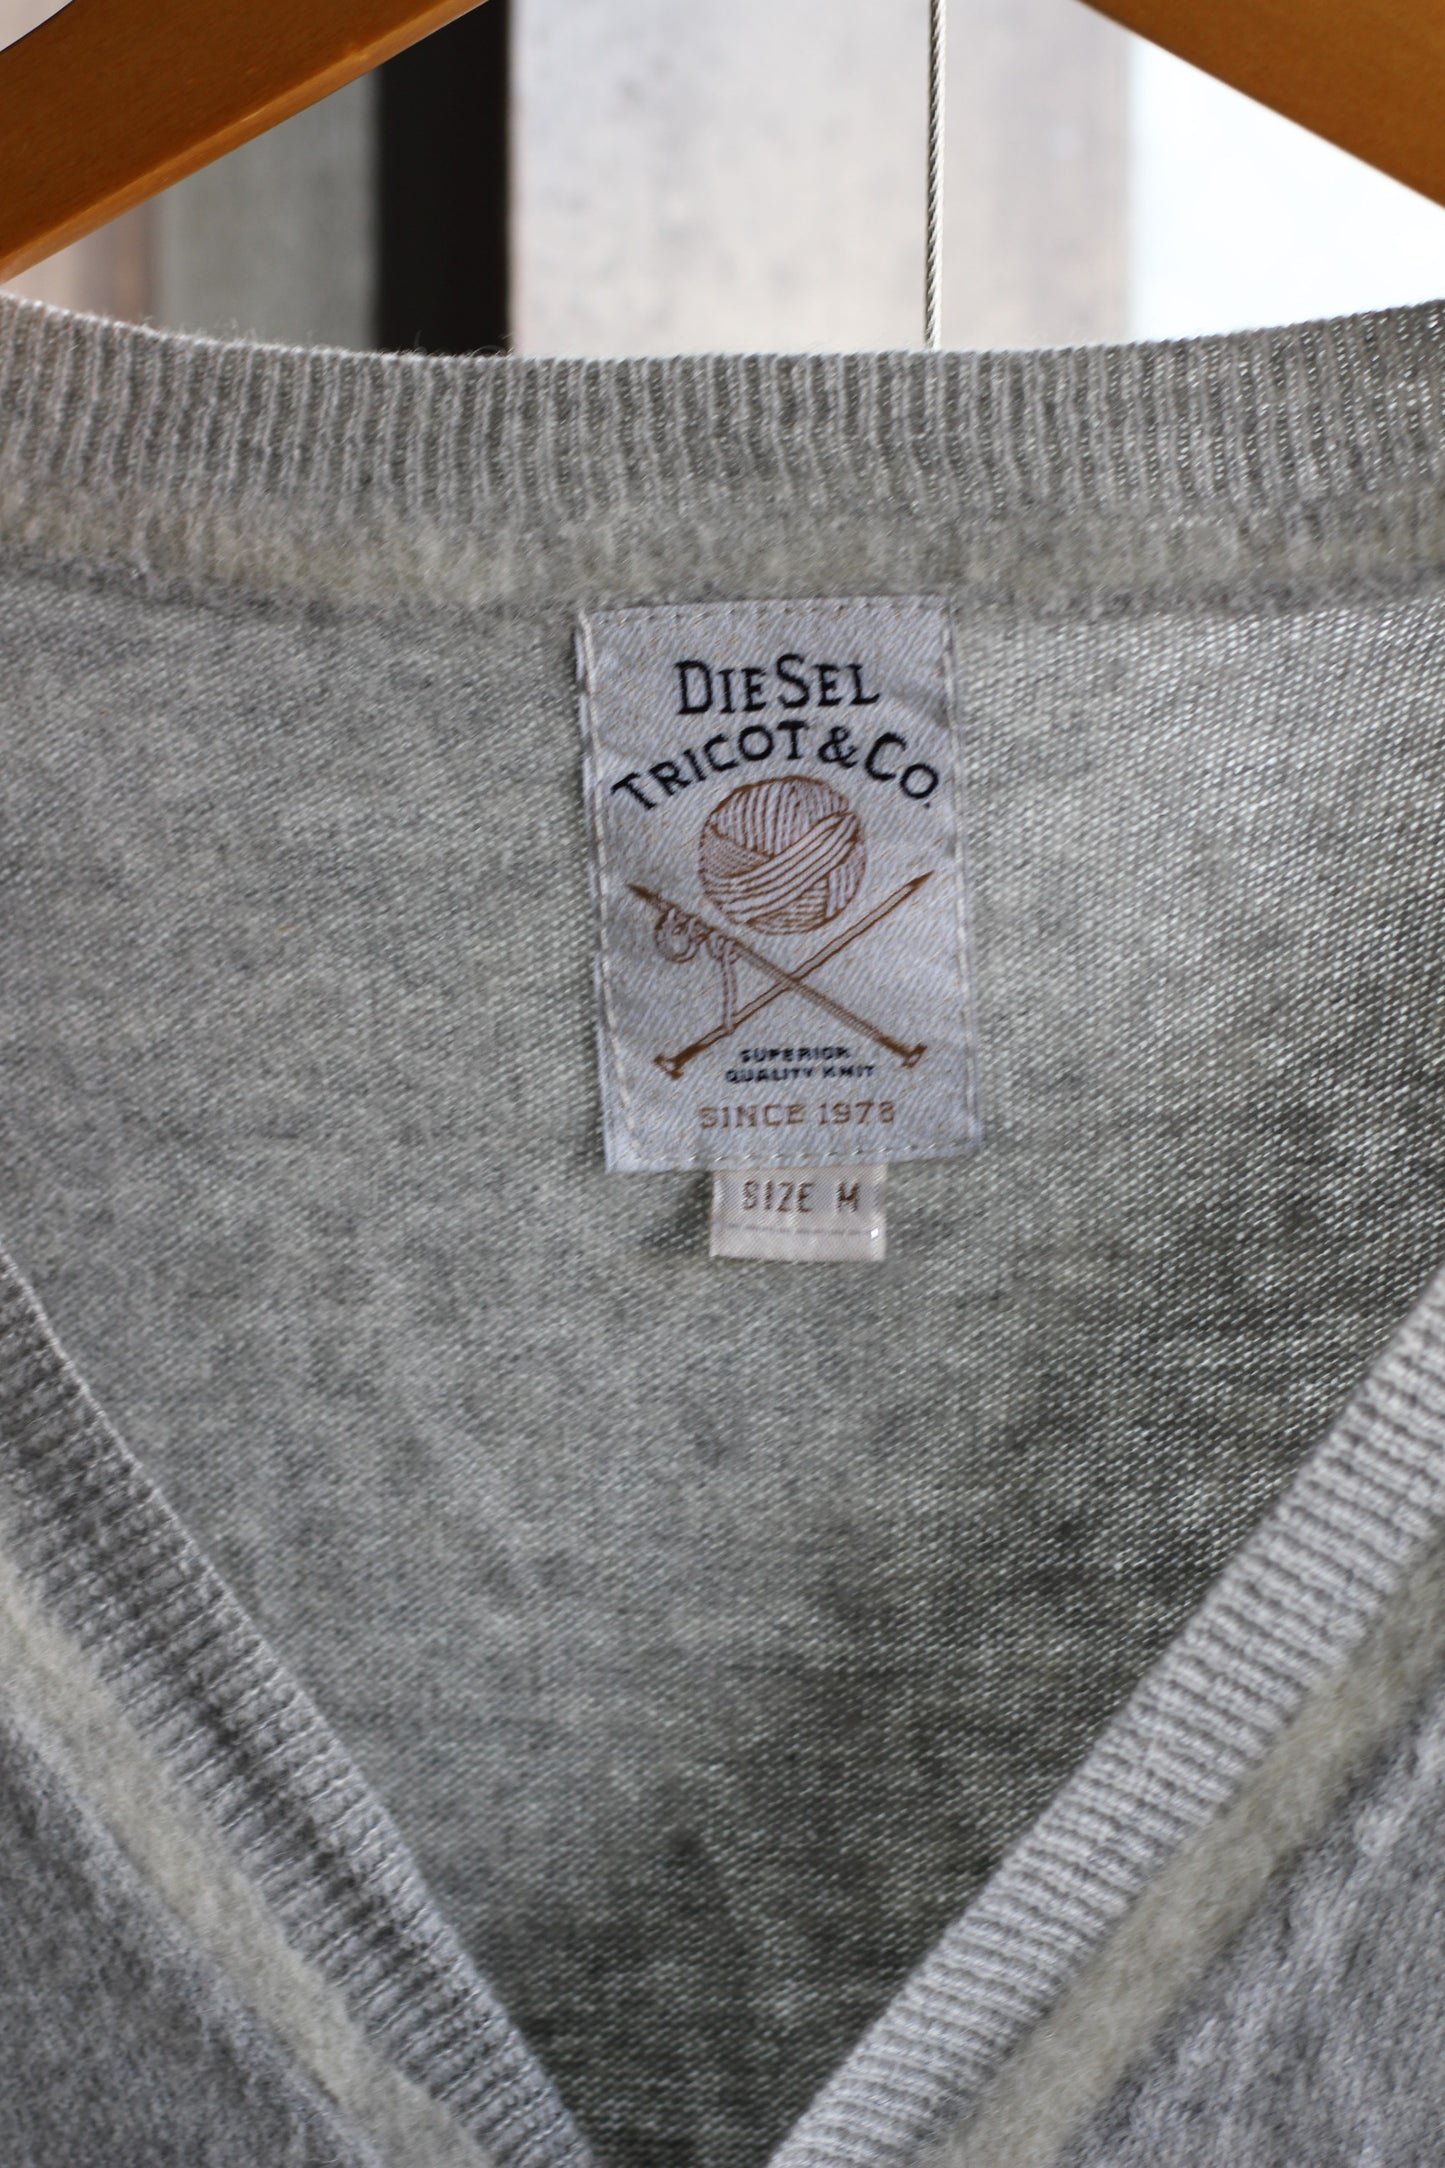 DIESEL
TRICOT & CO.
SUPERIOR
QUALITY KNIT
SINCE 1978
SIZE M